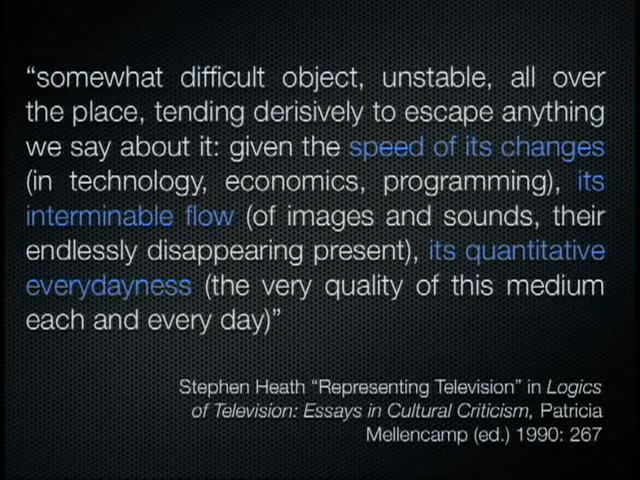 “somewhat difficult object, unstable, all over
the place, tending derisively to escape anything
we say about it: given the speed of its changes
(in technology, economics, programming), its
interminable flow (of images and sounds, their
endlessly disappearing present), its quantitative
everydayness (the very quality of this medium
each and every day)”
Stephen Heath “Representing Television” in Logics
of Television: Essays in Cultural Criticism, Patricia
Mellencamp (ed.) 1990: 267